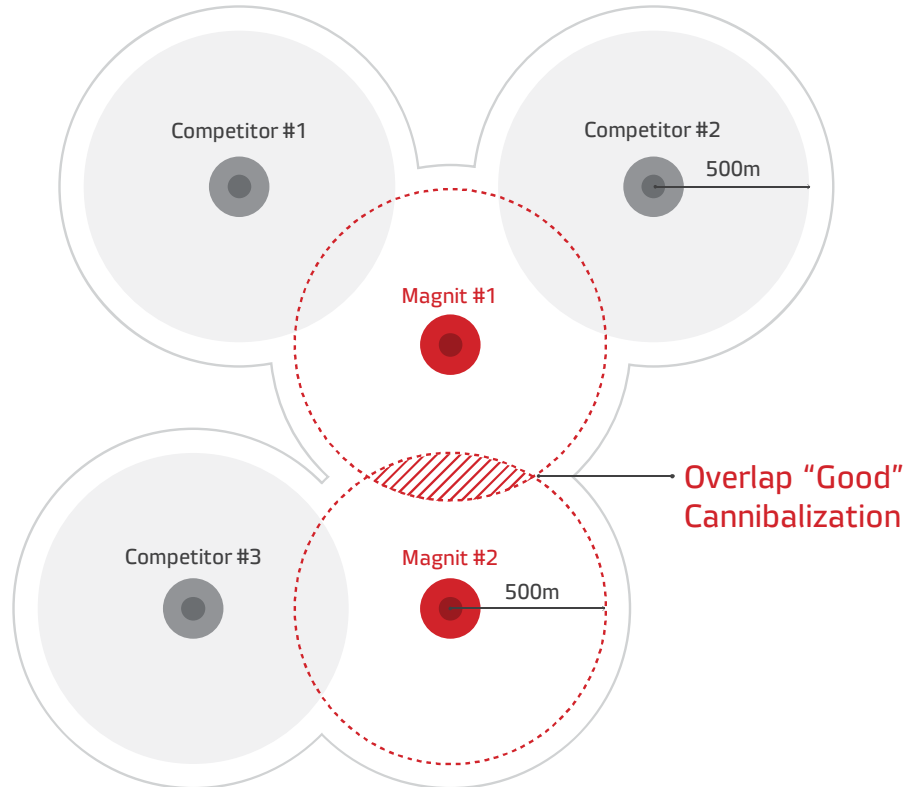 Competitor #1
Competitor #2
500m
Magnit #1
Overlap “Good”
Cannibalization
Competitor #3
Magnit #2
500m